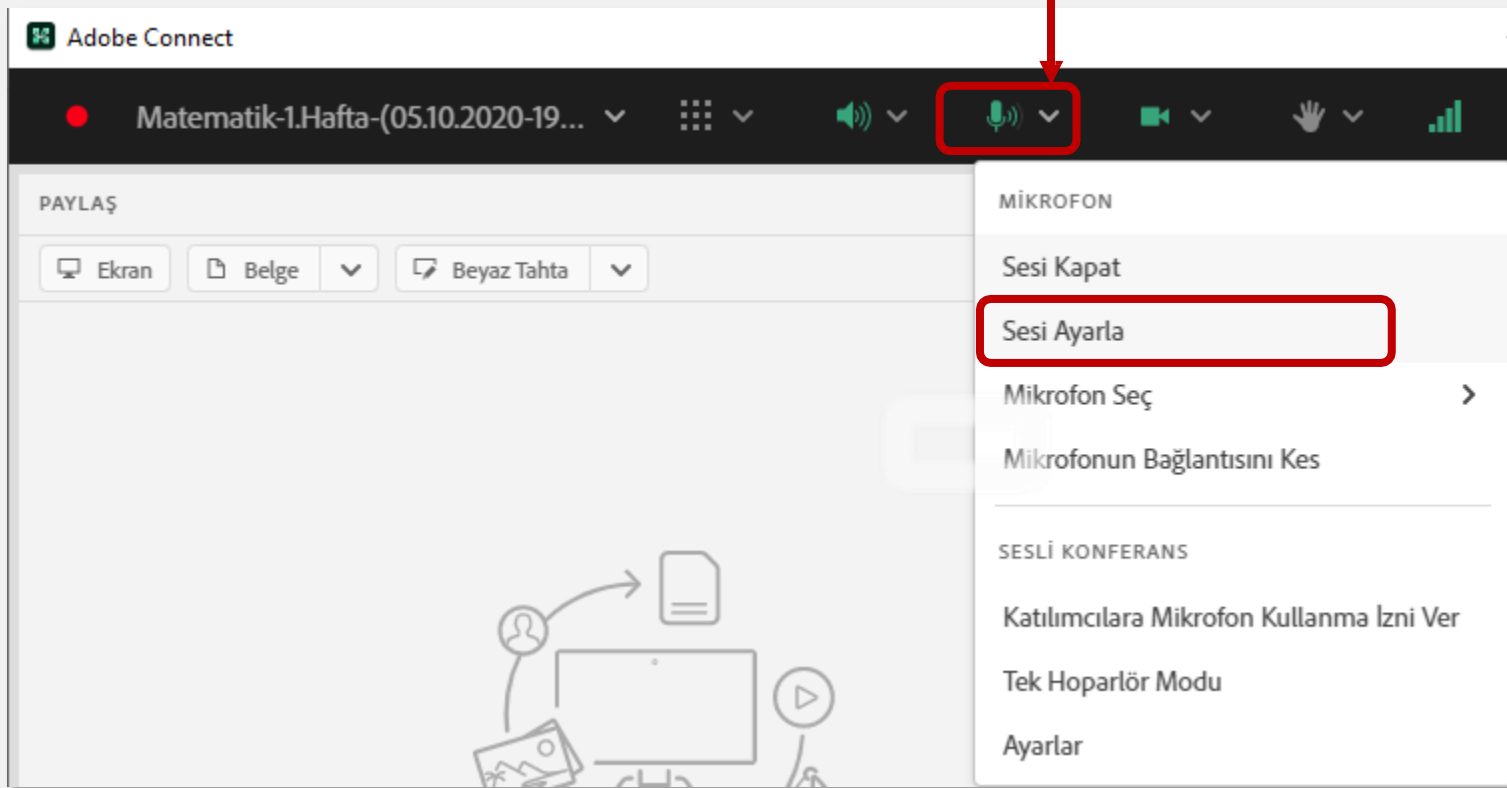 Adobe Connect
Matematik-1.Hafta-(05.10.2020-19...
PAYLAŞ
Ekran
Belge
Beyaz Tahta
MİKROFON
Sesi Kapat
Sesi Ayarla
Mikrofon Seç
Mikrofonun Bağlantısını Kes
SESLİ KONFERANS
Katılımcılara Mikrofon Kullanma İzni Ver
Tek Hoparlör Modu
Ayarlar